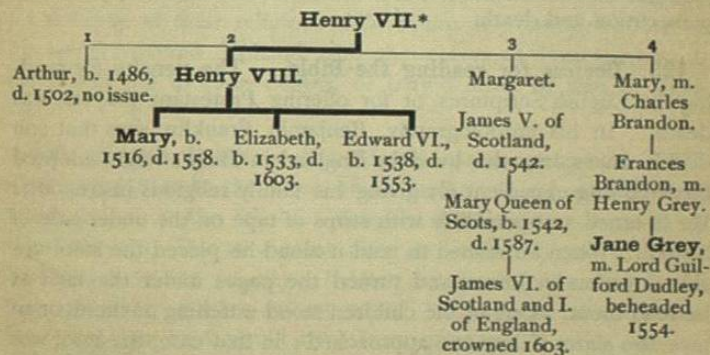 Henry VII.*
1
2
3
4
Arthur, b. 1486,
d. 1502, no issue.
Henry VIII.
Mary, b.
1516, d. 1558.
Elizabeth,
b. 1533, d.
1603.
Edward VI.,
b. 1538, d.
1553.
Margaret.
James V. of
Scotland,
d. 1542.
Mary Queen of
Scots, b. 1542,
d. 1587.
James VI. of
Scotland and I.
of England,
crowned 1603.
Mary, m.
Charles
Brandon.
Frances
Brandon, m.
Henry Grey.
Jane Grey,
m. Lord Guil-
ford Dudley,
beheaded
1554.